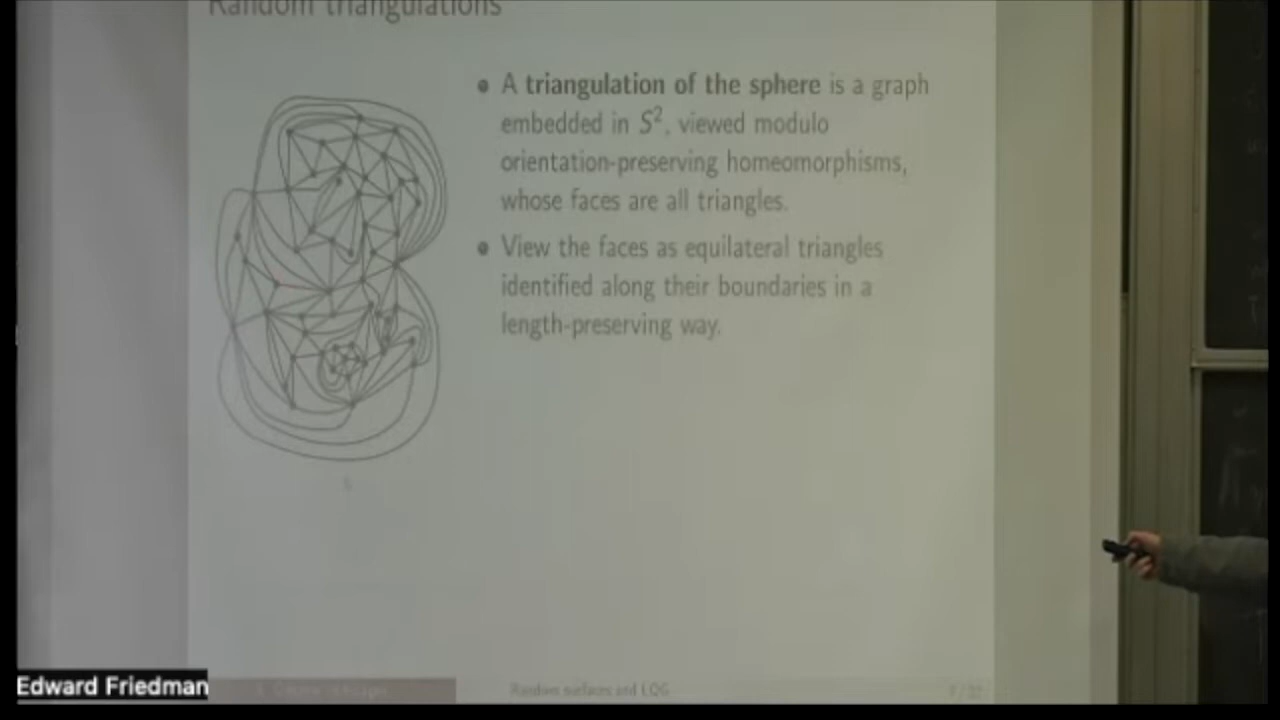 Random triangulations
A triangulation of the sphere is a graph
embedded in S², viewed modulo
orientation-preserving homeomorphisms,
whose faces are all triangles.
View the faces as equilateral triangles
identified along their boundaries in a
length-preserving way.
Edward Friedman
Random surfaces and LQG